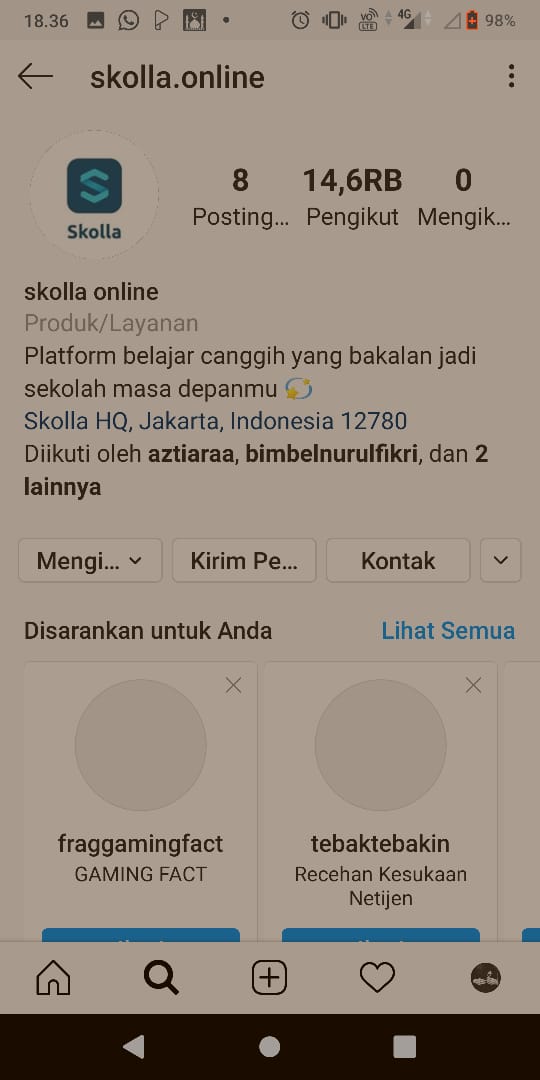 18.36
VO
LTE
4G
98%
skolla.online
8
14,6RB
0
Posting...
Pengikut
Mengik...
Skolla
skolla online
Produk/Layanan
Platform belajar canggih yang bakalan jadi
sekolah masa depanmu 💫
Skolla HQ, Jakarta, Indonesia 12780
Diikuti oleh aztiaraa, bimbelnurulfikri, dan 2
lainnya
Mengi...
Kirim Pe...
Kontak
Disarankan untuk Anda
Lihat Semua
fraggamingfact
GAMING FACT
tebaktebakin
Recehan Kesukaan
Netijen